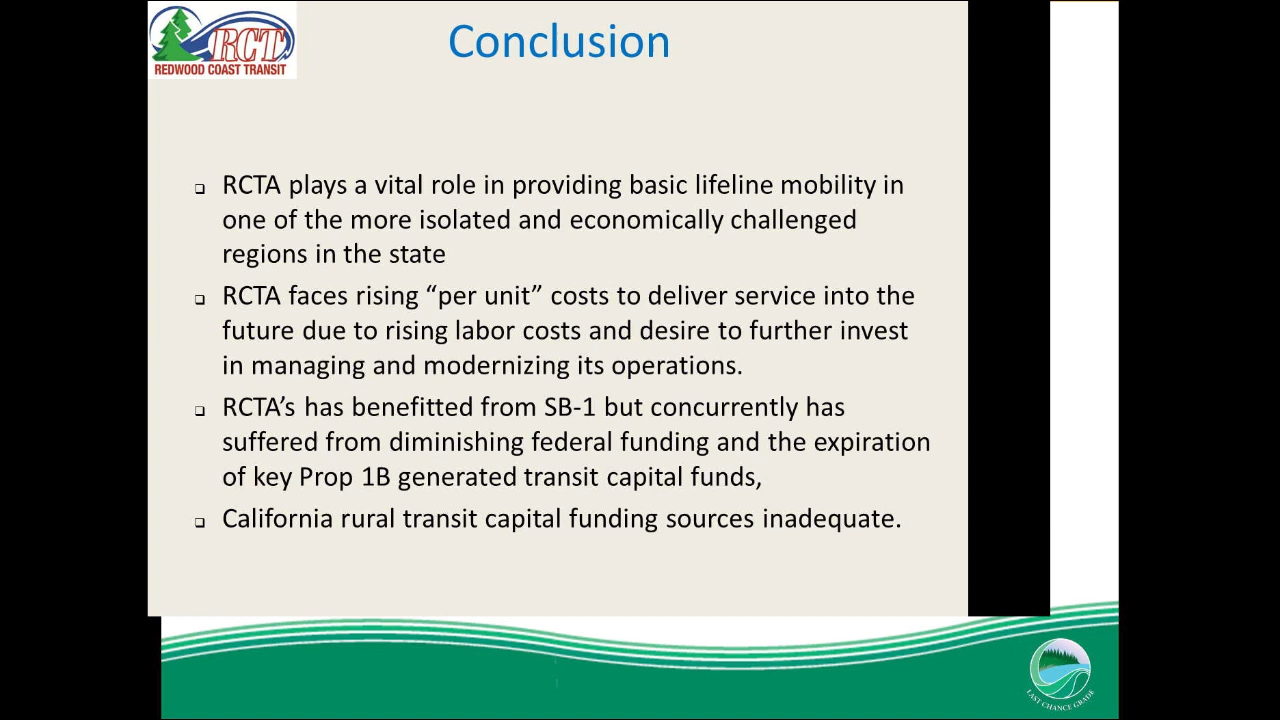 RCT
REDWOOD COAST TRANSIT
Conclusion
RCTA plays a vital role in providing basic lifeline mobility in
one of the more isolated and economically challenged
regions in the state
RCTA faces rising “per unit” costs to deliver service into the
future due to rising labor costs and desire to further invest
in managing and modernizing its operations.
RCTA’s has benefitted from SB-1 but concurrently has
suffered from diminishing federal funding and the expiration
of key Prop 1B generated transit capital funds,
California rural transit capital funding sources inadequate.
LAST CHANCE GRADE